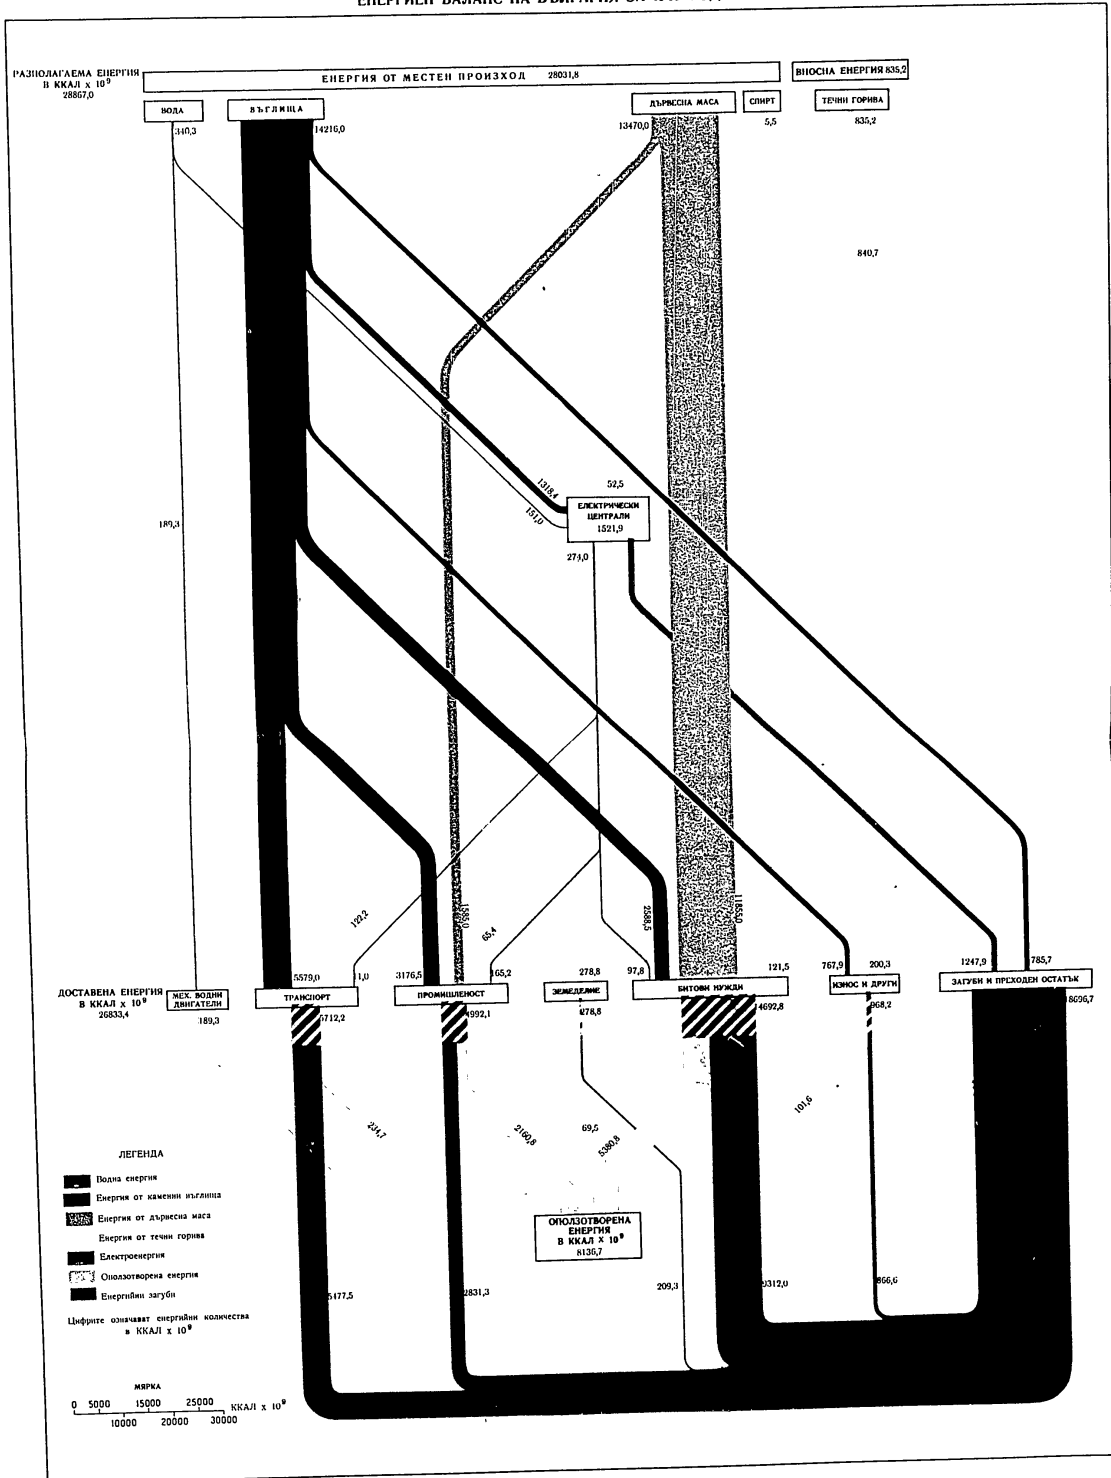 ЕНЕРГИЕН БАЛАНС НА БЪЛГАРИЯ
РАЗПОЛАГАЕМА ЕНЕРГИЯ
В ККАЛ х 10⁹
28867,0
ЕНЕРГИЯ ОТ МЕСТЕН ПРОИЗХОД 28031,8
ВНОСНА ЕНЕРГИЯ 835,2
ВОДА
ВЪГЛИЩА
ДЪРВЕСНА МАСА
СПИРТ
ТЕЧНИ ГОРИВА
340,3
14216,0
13470,0
5,5
835,2
840,7
1318,4
52,5
151,0
ЕЛЕКТРИЧЕСКИ
ЦЕНТРАЛИ
1521,9
189,3
274,0
122,2
1585,0
65,4
2588,5
11855,0
5579,0
11,0
3176,5
165,2
278,8
97,8
121,5
767,9
200,3
1247,9
785,7
ДОСТАВЕНА ЕНЕРГИЯ
В ККАЛ х 10⁹
26833,4
МЕХ. ВОДНИ
ДВИГАТЕЛИ
ТРАНСПОРТ
ПРОМИШЛЕНОСТ
ЗЕМЕДЕЛИЕ
БИТОВИ НУЖДИ
ИЗНОС И ДРУГИ
ЗАГУБИ И ПРЕХОДЕН ОСТАТЪК
189,3
5712,2
4992,1
278,8
14692,8
968,2
18696,7
234,7
2160,8
69,5
5380,8
101,6
ЛЕГЕНДА
Водна енергия
Енергия от каменни въглища
Енергия от дървесна маса
Енергия от течни горива
Електроенергия
Оползотворена енергия
Енергийни загуби
Цифрите означават енергийни количества
в ККАЛ х 10⁹
ОПОЛЗОТВОРЕНА
ЕНЕРГИЯ
В ККАЛ Х 10⁹
8136,7
5477,5
2831,3
209,3
9312,0
866,6
МЯРКА
0 5000 15000 25000 ККАЛ х 10⁹
10000 20000 30000